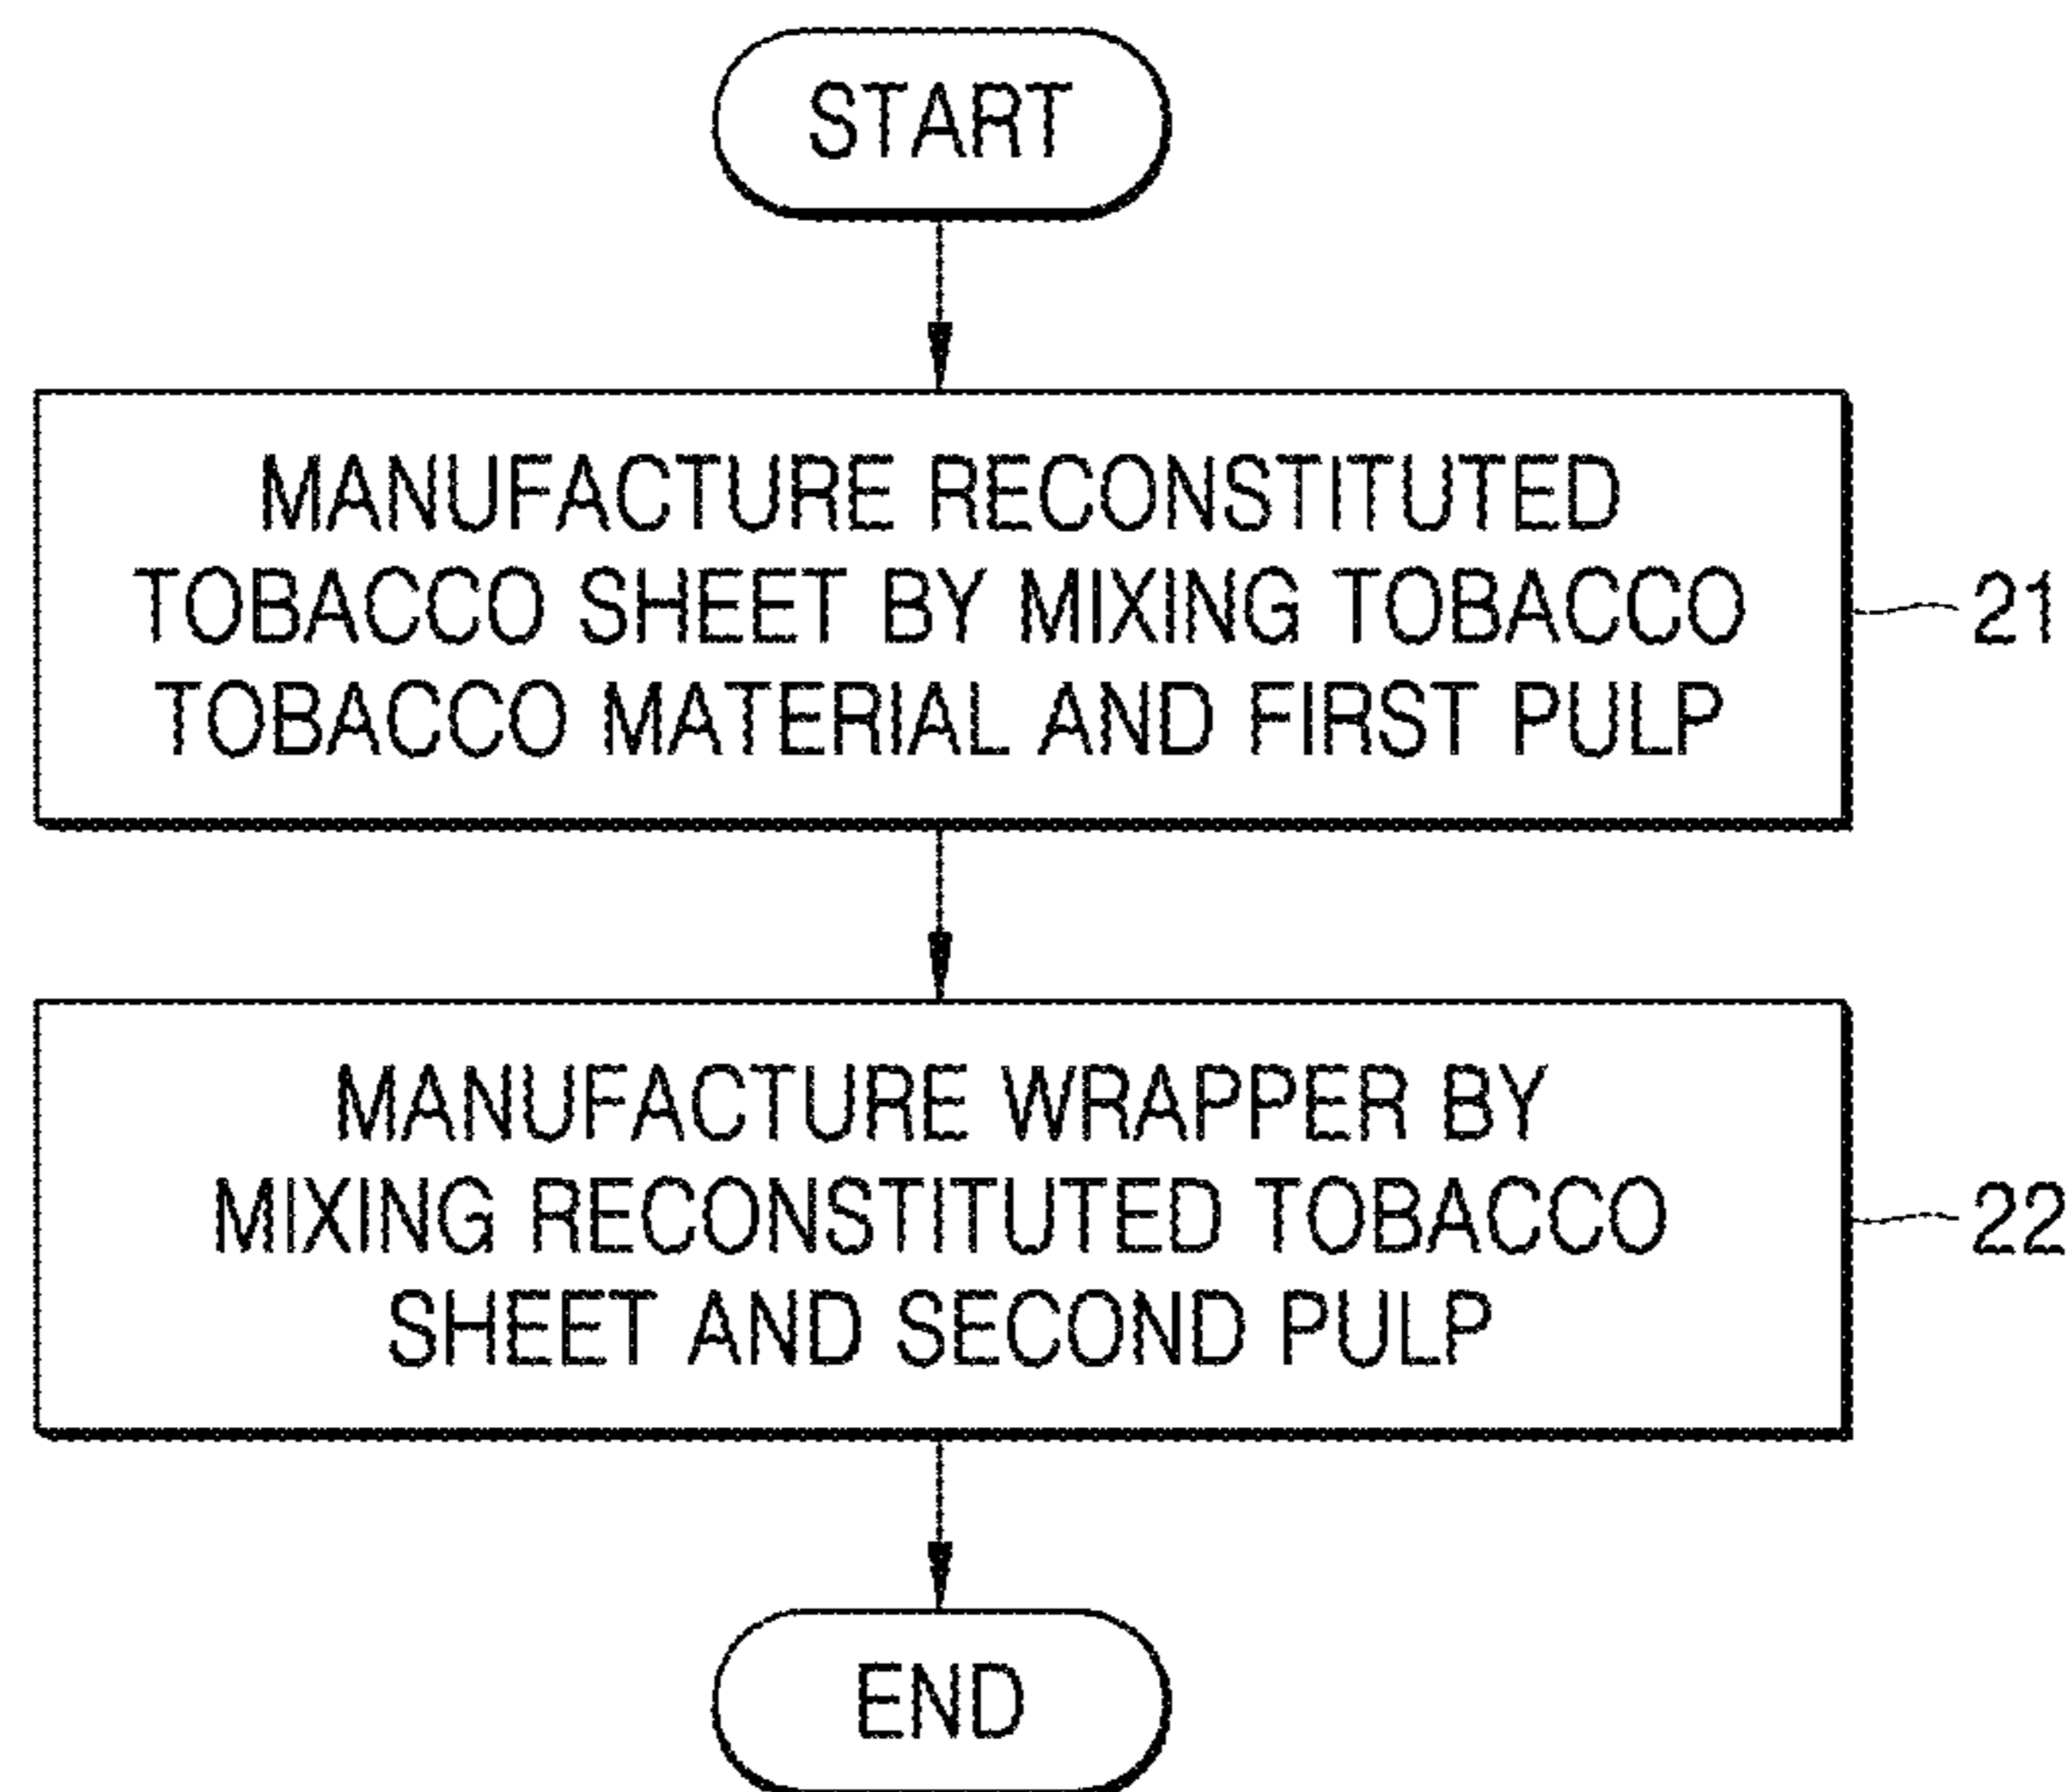 START
MANUFACTURE RECONSTITUTED
TOBACCO SHEET BY MIXING TOBACCO
TOBACCO MATERIAL AND FIRST PULP
21
MANUFACTURE WRAPPER BY
MIXING RECONSTITUTED TOBACCO
SHEET AND SECOND PULP
22
END